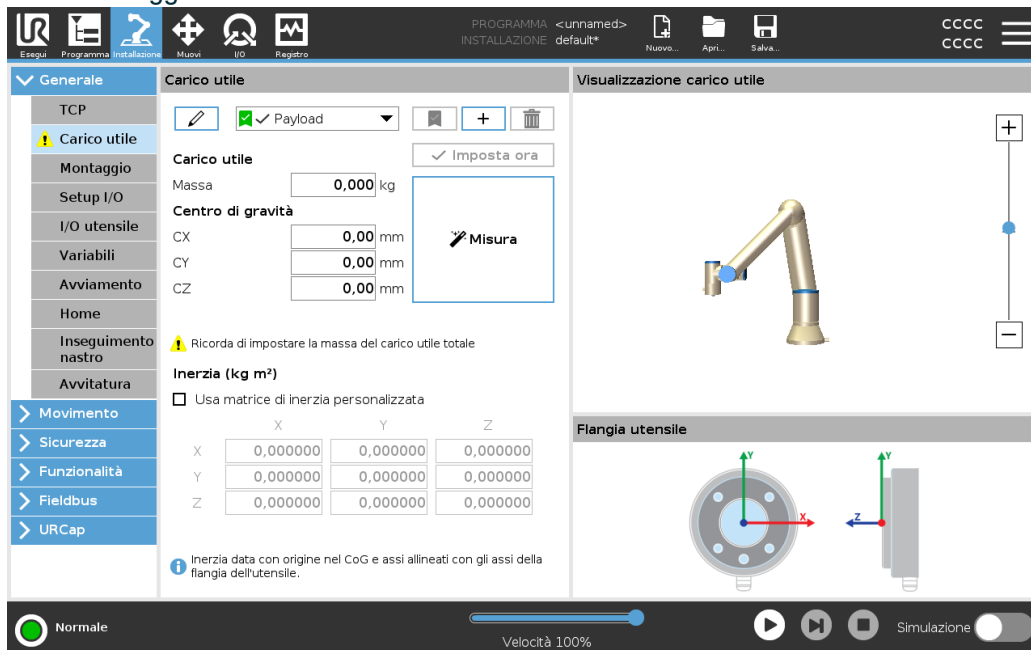 PROGRAMMA <unnamed>
INSTALLAZIONE default*
CCCC
CCCC
Esegui Programma Installazione Muovi I/O Registro Nuovo... Apri... Salva...
Generale
TCP
Carico utile
Montaggio
Setup I/O
I/O utensile
Variabili
Avviamento
Home
Inseguimento
nastro
Avvitatura
Movimento
Sicurezza
Funzionalità
Fieldbus
URCap
Carico utile
Payload
+
Carico utile
Imposta ora
Massa 0,000 kg
Centro di gravità
CX 0,00 mm
CY 0,00 mm
CZ 0,00 mm
Misura
Ricorda di impostare la massa del carico utile totale
Inerzia (kg m²)
Usa matrice di inerzia personalizzata
X Y Z
X 0,000000 0,000000 0,000000
Y 0,000000 0,000000 0,000000
Z 0,000000 0,000000 0,000000
Inerzia data con origine nel CoG e assi allineati con gli assi della
flangia dell'utensile.
Visualizzazione carico utile
Flangia utensile
Y
X
Y
Z
Normale
Velocità 100%
Simulazione